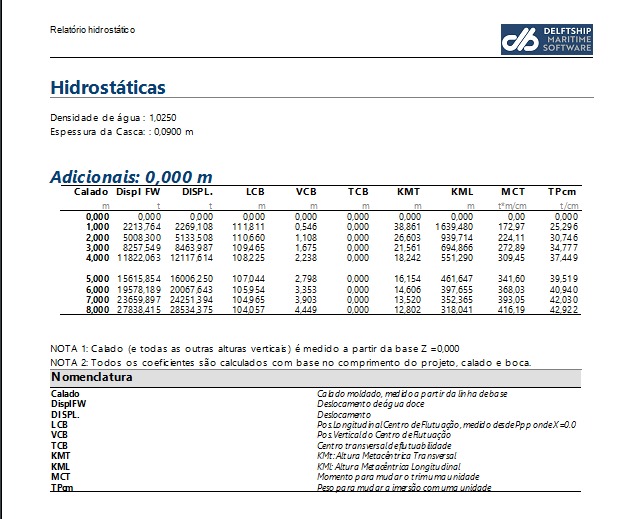 Relatório hidrostático
DELFTSHIP
MARITIME
SOFTWARE
Hidrostáticas
Densidade de água : 1,0250
Espessura da Casca: : 0,0900 m
Adicionais: 0,000 m
Calado Displ FW DISPL. LCB VCB TCB KMT KML MCT TPcm
m t t m m m m m t*m/cm t/cm
0,000 0,000 0,000 0,000 0,000 0,000 0,000 0,000 0,00 0,000
1,000 2213,764 2269,108 111,811 0,546 0,000 38,861 1639,480 172,97 25,296
2,000 5008,300 5133,508 110,660 1,108 0,000 26,603 939,714 224,11 30,746
3,000 8257,549 8463,987 109,465 1,675 0,000 21,561 694,866 272,89 34,777
4,000 11822,063 12117,614 108,225 2,238 0,000 18,242 551,290 309,45 37,449
5,000 15615,854 16006,250 107,044 2,798 0,000 16,154 461,647 341,60 39,519
6,000 19578,189 20067,643 105,954 3,353 0,000 14,606 397,655 368,03 40,940
7,000 23659,897 24251,394 104,965 3,903 0,000 13,520 352,365 393,05 42,030
8,000 27838,415 28534,375 104,057 4,449 0,000 12,802 318,041 416,19 42,922
NOTA 1: Calado (e todas as outras alturas verticais) é medido a partir da base Z =0,000
NOTA 2: Todos os coeficientes são calculados com base no comprimento do projeto, calado e boca.
Nomenclatura
Calado Calado moldado, medido a partir da linha de base
DisplFW Deslocamento de água doce
DISPL. Deslocamento
LCB Pos.Longitudinal Centro de Flutuação, medido desde Pp p onde X=0.0
VCB Pos.Vertical do Centro de Flutuação
TCB Centro transversal de flutuabilidade
KMT KMt: Altura Metacêntrica Transversal
KML KMl: Altura Metacêntrica Longitudinal
MCT Momento para mudar o trim uma unidade
TPcm Peso para mudar a imersão com uma unidade